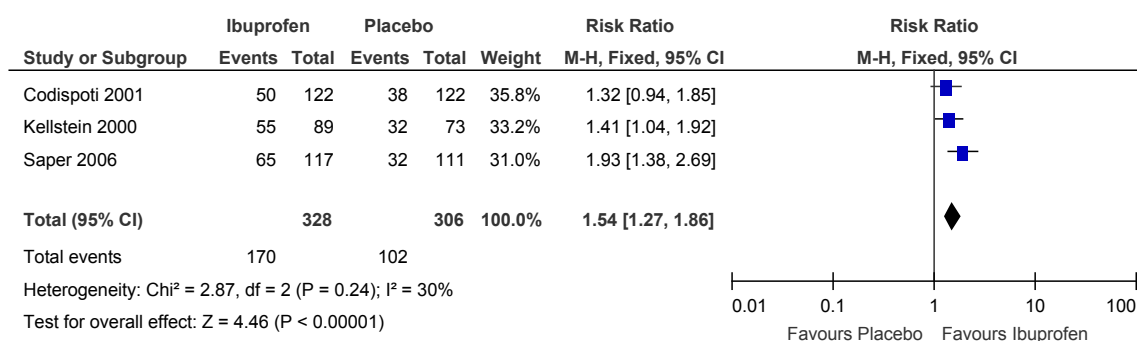 Ibuprofen Placebo Risk Ratio Risk Ratio
Study or Subgroup Events Total Events Total Weight M-H, Fixed, 95% CI M-H, Fixed, 95% CI
Codispoti 2001 50 122 38 122 35.8% 1.32 [0.94, 1.85]
Kellstein 2000 55 89 32 73 33.2% 1.41 [1.04, 1.92]
Saper 2006 65 117 32 111 31.0% 1.93 [1.38, 2.69]
Total (95% CI) 328 306 100.0% 1.54 [1.27, 1.86]
Total events 170 102
Heterogeneity: Chi² = 2.87, df = 2 (P = 0.24); I² = 30%
Test for overall effect: Z = 4.46 (P < 0.00001)
0.01 0.1 1 10 100
Favours Placebo Favours Ibuprofen